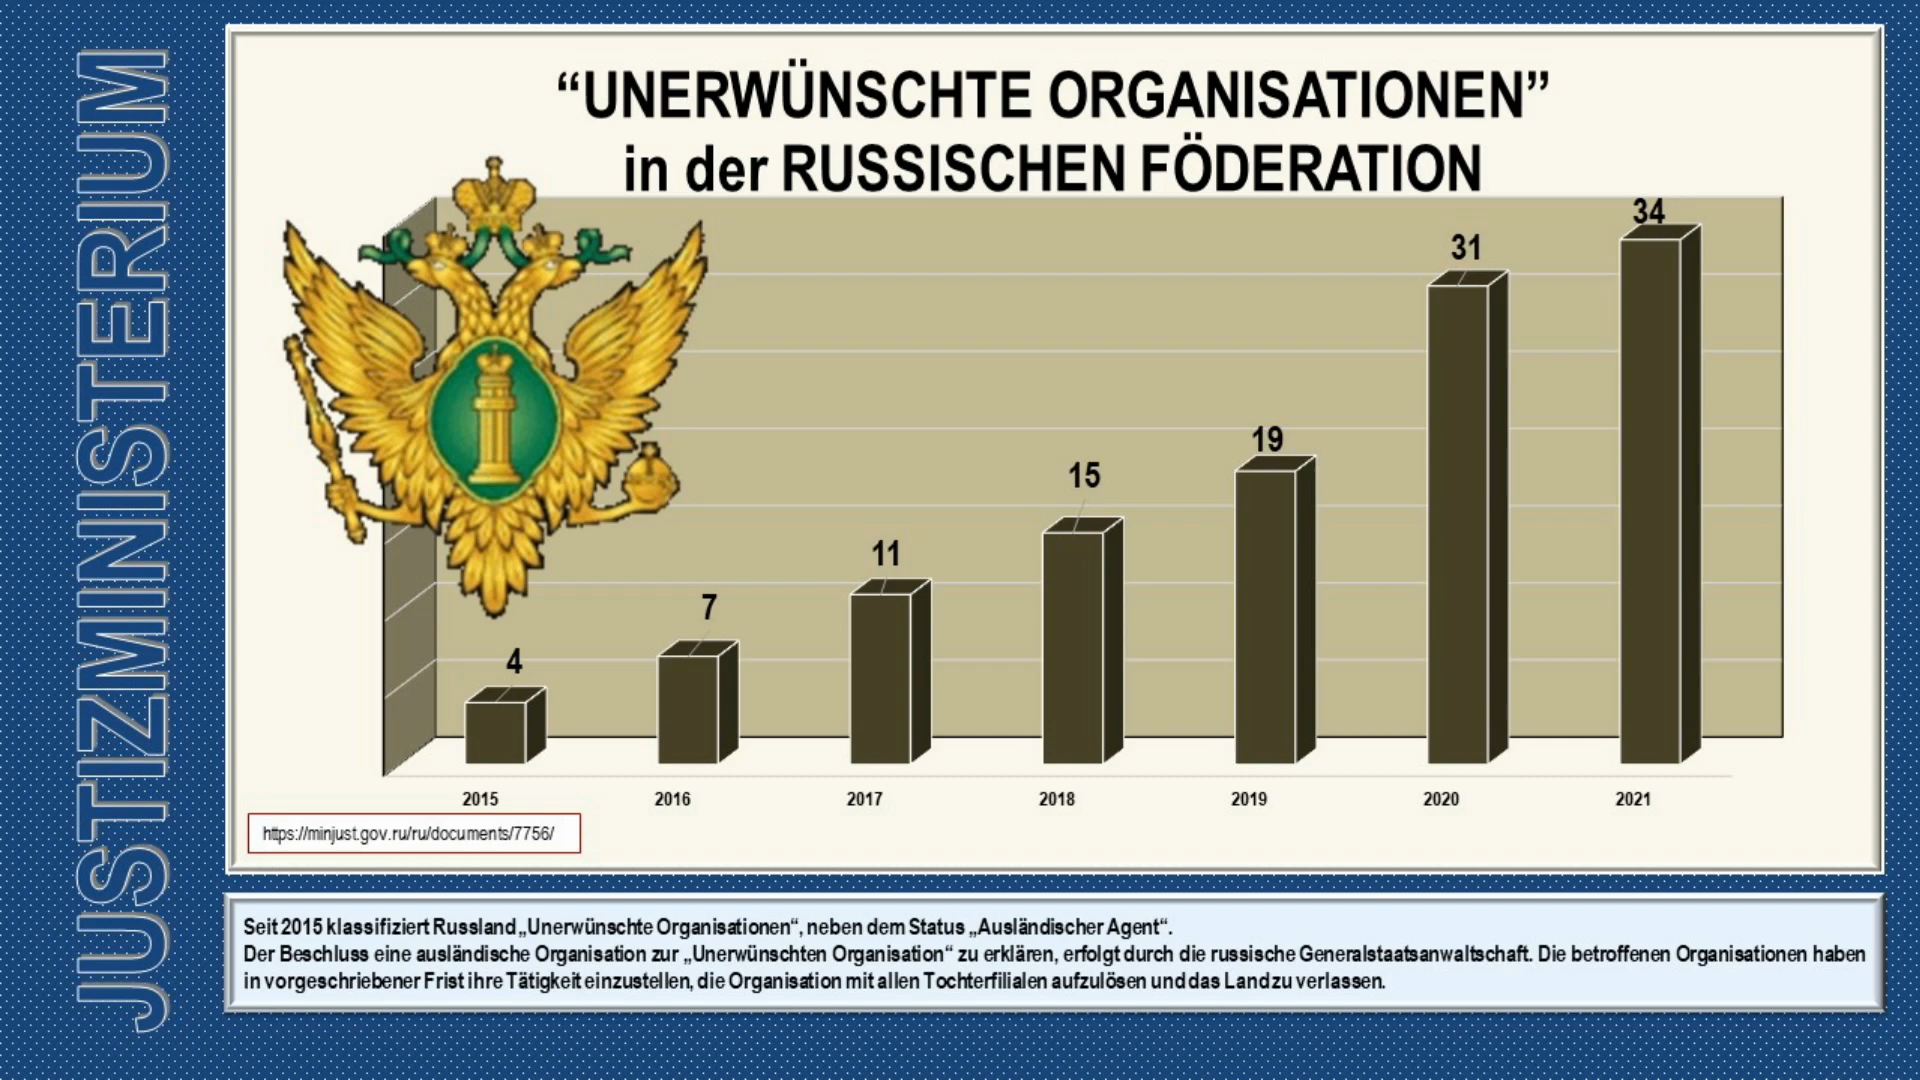 JUSTIZMINISTERIUM
“UNERWÜNSCHTE ORGANISATIONEN”
in der RUSSISCHEN FÖDERATION
4
7
11
15
19
31
34
2015 2016 2017 2018 2019 2020 2021
https://minjust.gov.ru/ru/documents/7756/
Seit 2015 klassifiziert Russland „Unerwünschte Organisationen“, neben dem Status „Ausländischer Agent“.
Der Beschluss eine ausländische Organisation zur „Unerwünschten Organisation“ zu erklären, erfolgt durch die russische Generalstaatsanwaltschaft. Die betroffenen Organisationen haben
in vorgeschriebener Frist ihre Tätigkeit einzustellen, die Organisation mit allen Tochterfilialen aufzulösen und das Land zu verlassen.